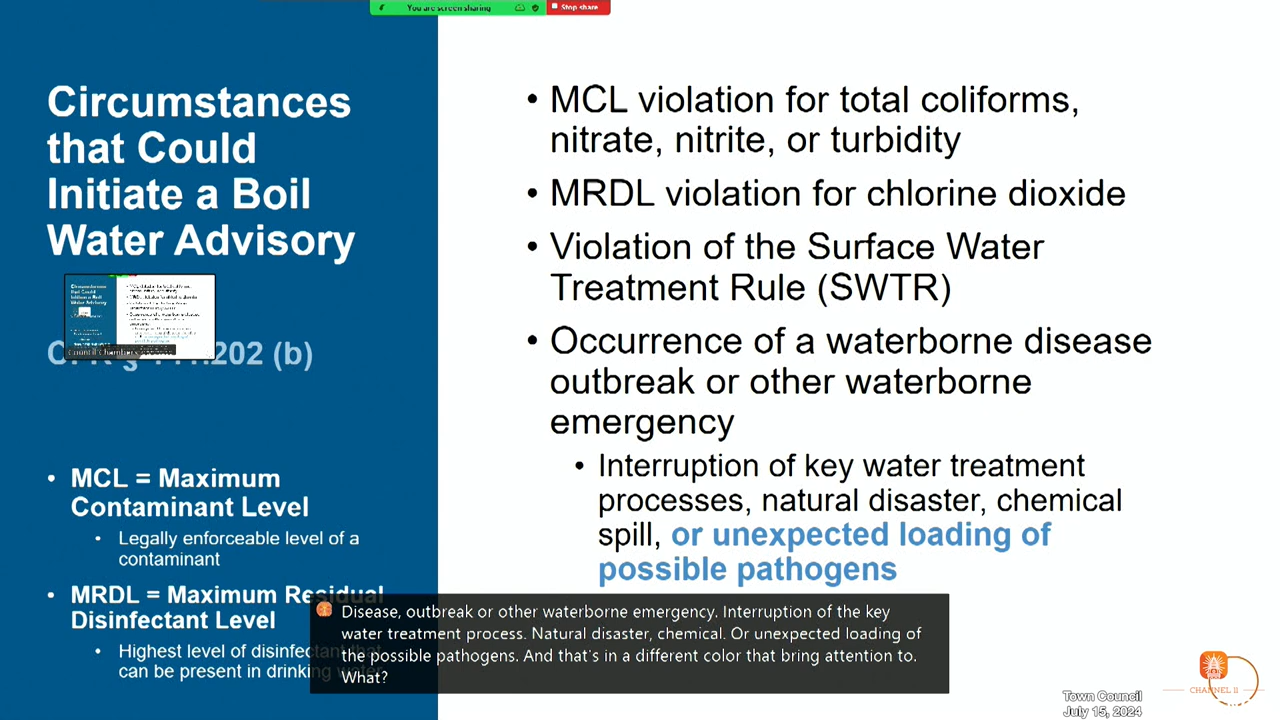 You are screen sharing
Stop share
Circumstances
that Could
Initiate a Boil
Water Advisory
Council Chambers
202 (b)
• MCL = Maximum
Contaminant Level
• Legally enforceable level of a
contaminant
• MRDL = Maximum Residual
Disinfectant Level
• Highest level of disinfectant that
can be present in drinking water
• MCL violation for total coliforms,
nitrate, nitrite, or turbidity
• MRDL violation for chlorine dioxide
• Violation of the Surface Water
Treatment Rule (SWTR)
• Occurrence of a waterborne disease
outbreak or other waterborne
emergency
• Interruption of key water treatment
processes, natural disaster, chemical
spill, or unexpected loading of
possible pathogens
Disease, outbreak or other waterborne emergency. Interruption of the key
water treatment process. Natural disaster, chemical. Or unexpected loading of
the possible pathogens. And that's in a different color that bring attention to.
What?
Town Council
July 15, 2024
CHANNEL